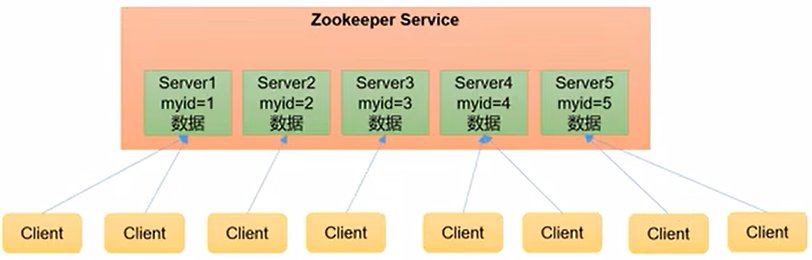 Zookeeper Service
Server1
myid=1
数据
Server2
myid=2
数据
Server3
myid=3
数据
Server4
myid=4
数据
Server5
myid=5
数据
Client
Client
Client
Client
Client
Client
Client
Client